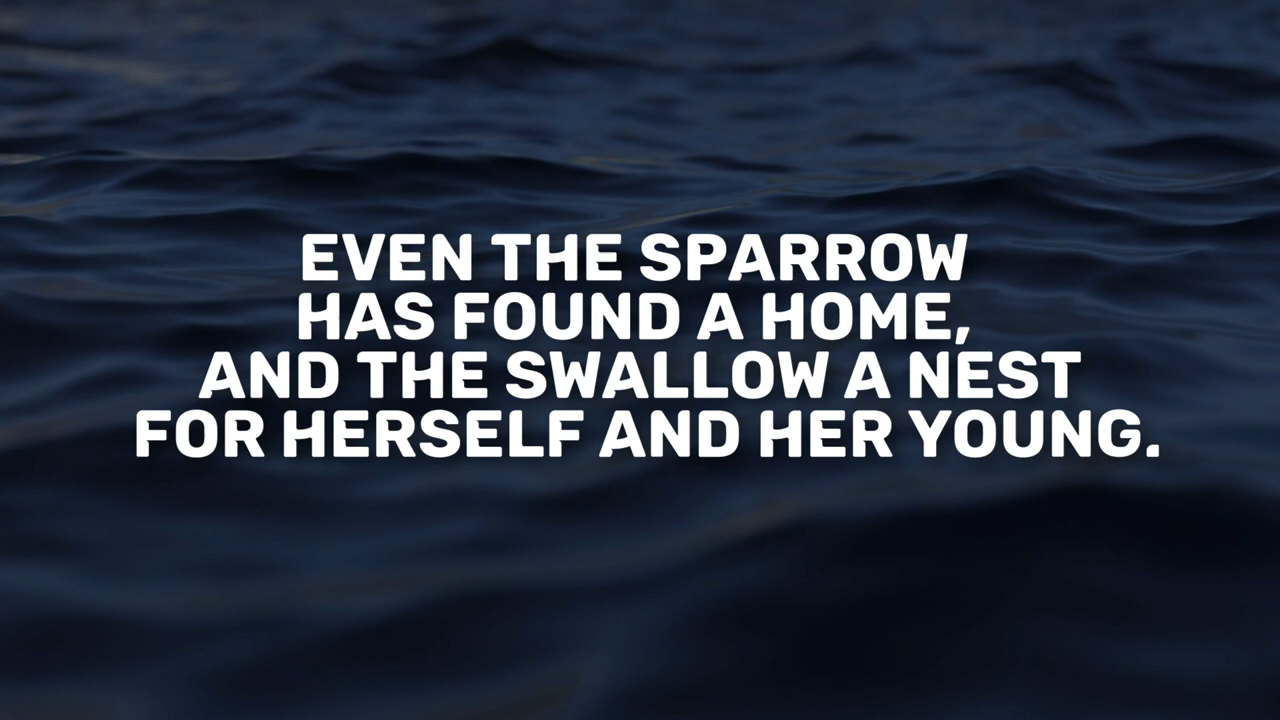 EVEN THE SPARROW
HAS FOUND A HOME,
AND THE SWALLOW A NEST
FOR HERSELF AND HER YOUNG.